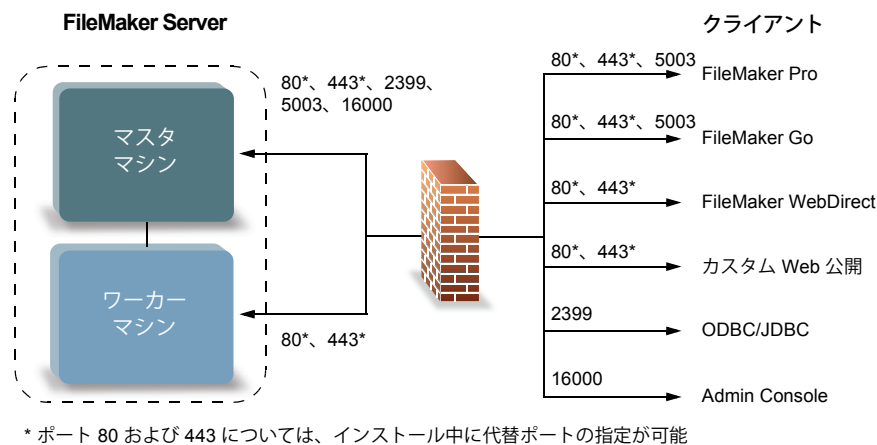 FileMaker Server
クライアント
80*、443*、2399、
5003、16000
マスタ
マシン
ワーカー
マシン
80*、443*
80*、443*、5003
FileMaker Pro
80*、443*、5003
FileMaker Go
80*、443*
FileMaker WebDirect
80*、443*
カスタム Web 公開
2399
ODBC/JDBC
16000
Admin Console
* ポート 80 および 443 については、インストール中に代替ポートの指定が可能